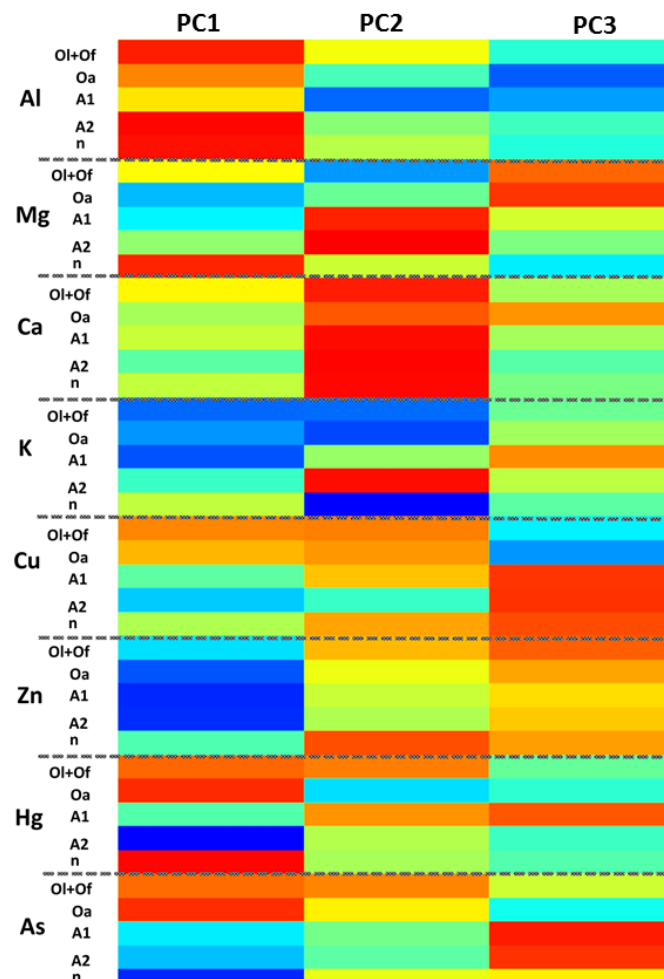 PC1 PC2 PC3
Al
Ol+Of
Oa
A1
A2
n
Mg
Ol+Of
Oa
A1
A2
n
Ca
Ol+Of
Oa
A1
A2
n
K
Ol+Of
Oa
A1
A2
n
Cu
Ol+Of
Oa
A1
A2
n
Zn
Ol+Of
Oa
A1
A2
n
Hg
Ol+Of
Oa
A1
A2
n
As
Ol+Of
Oa
A1
A2
n